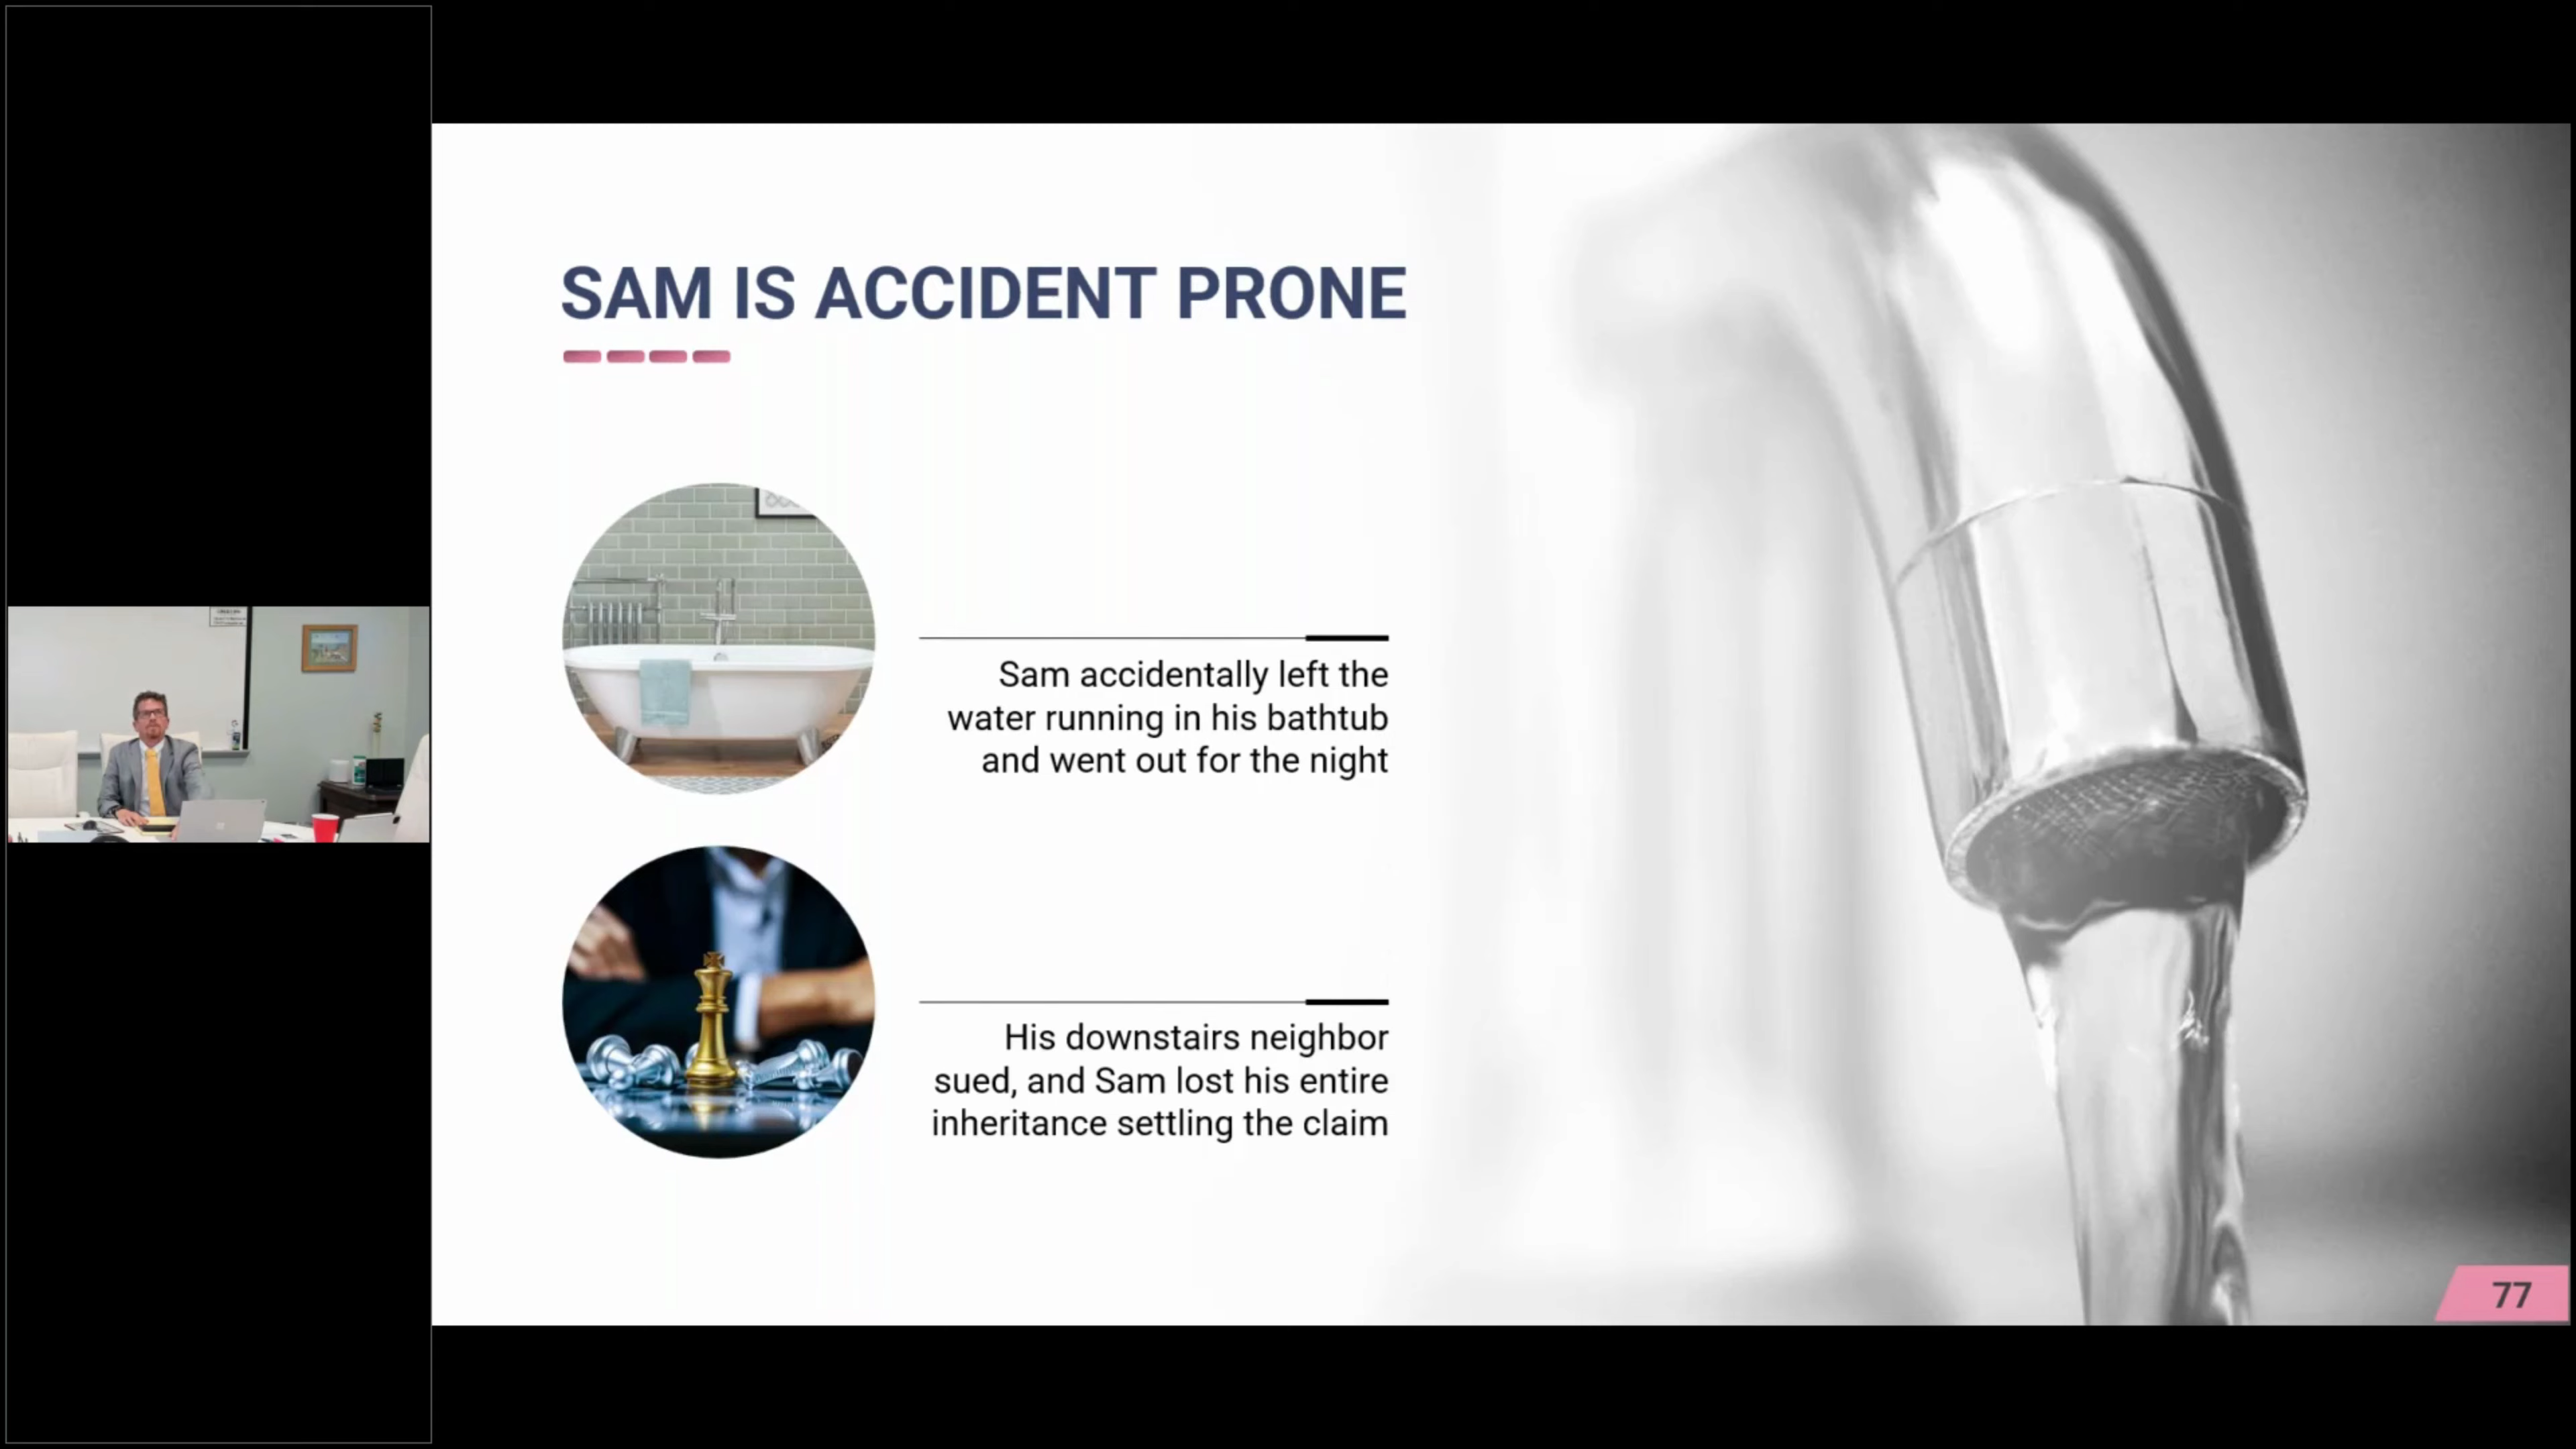 SAM IS ACCIDENT PRONE
Sam accidentally left the
water running in his bathtub
and went out for the night
His downstairs neighbor
sued, and Sam lost his entire
inheritance settling the claim
77